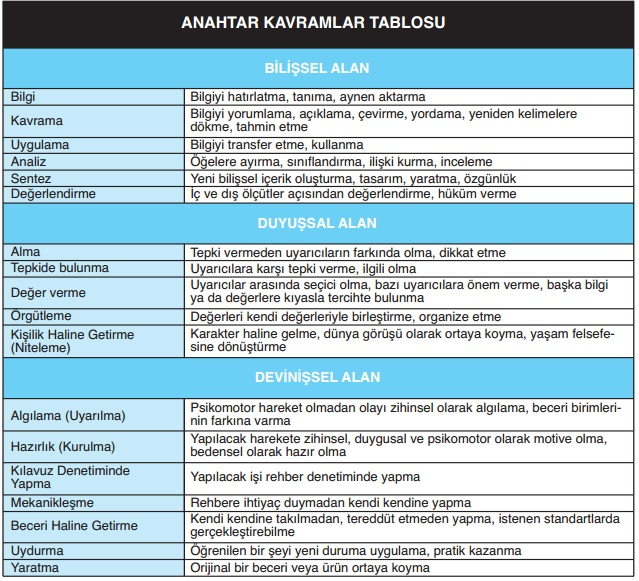 ANAHTAR KAVRAMLAR TABLOSU
BİLİŞSEL ALAN
Bilgi Bilgiyi hatırlatma, tanıma, aynen aktarma
Kavrama Bilgiyi yorumlama, açıklama, çevirme, yordama, yeniden kelimelere
dökme, tahmin etme
Uygulama Bilgiyi transfer etme, kullanma
Analiz Öğelere ayırma, sınıflandırma, ilişki kurma, inceleme
Sentez Yeni bilişsel içerik oluşturma, tasarım, yaratma, özgünlük
Değerlendirme İç ve dış ölçütler açısından değerlendirme, hüküm verme
DUYUŞSAL ALAN
Alma Tepki vermeden uyarıcıların farkında olma, dikkat etme
Tepkide bulunma Uyarıcılara karşı tepki verme, ilgili olma
Değer verme Uyarıcılar arasında seçici olma, bazı uyarıcılara önem verme, başka bilgi
ya da değerlere kıyasla tercihte bulunma
Örgütleme Değerleri kendi değerleriyle birleştirme, organize etme
Kişilik Haline Getirme Karakter haline gelme, dünya görüşü olarak ortaya koyma, yaşam felsefe-
(Niteleme) sine dönüştürme
DEVİNİŞSEL ALAN
Algılama (Uyarılma) Psikomotor hareket olmadan olayı zihinsel olarak algılama, beceri birimleri-
nin farkına varma
Hazırlık (Kurulma) Yapılacak harekete zihinsel, duygusal ve psikomotor olarak motive olma,
bedensel olarak hazır olma
Kılavuz Denetiminde
Yapma Yapılacak işi rehber denetiminde yapma
Mekanikleşme Rehbere ihtiyaç duymadan kendi kendine yapma
Beceri Haline Getirme Kendi kendine takılmadan, tereddüt etmeden yapma, istenen standartlarda
gerçekleştirebilme
Uydurma Öğrenilen bir şeyi yeni duruma uygulama, pratik kazanma
Yaratma Orijinal bir beceri veya ürün ortaya koyma